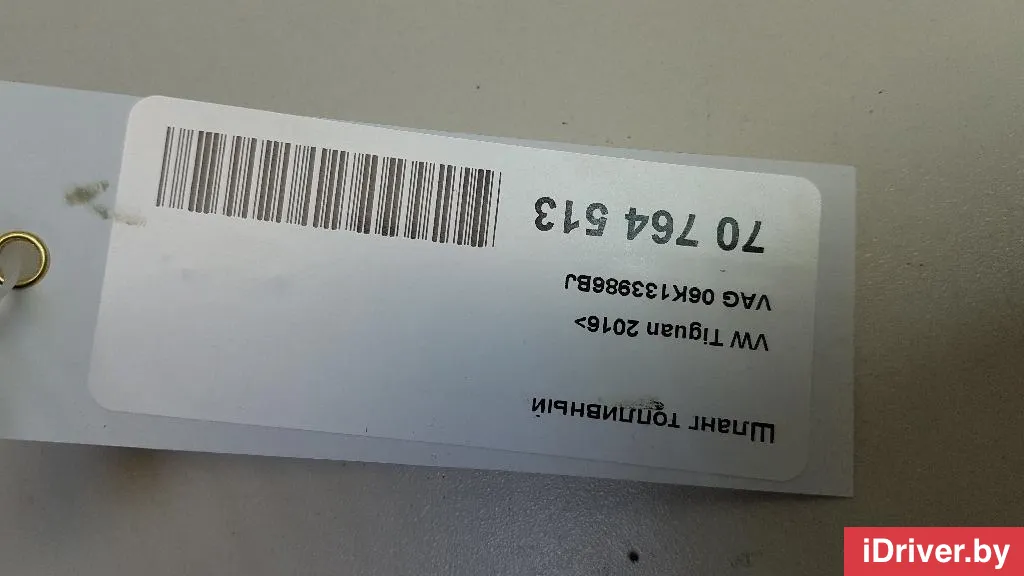 Шланг топливный
VW Tiguan 2016>
VAG 06K133986BJ
70 764 513
iDriver.by